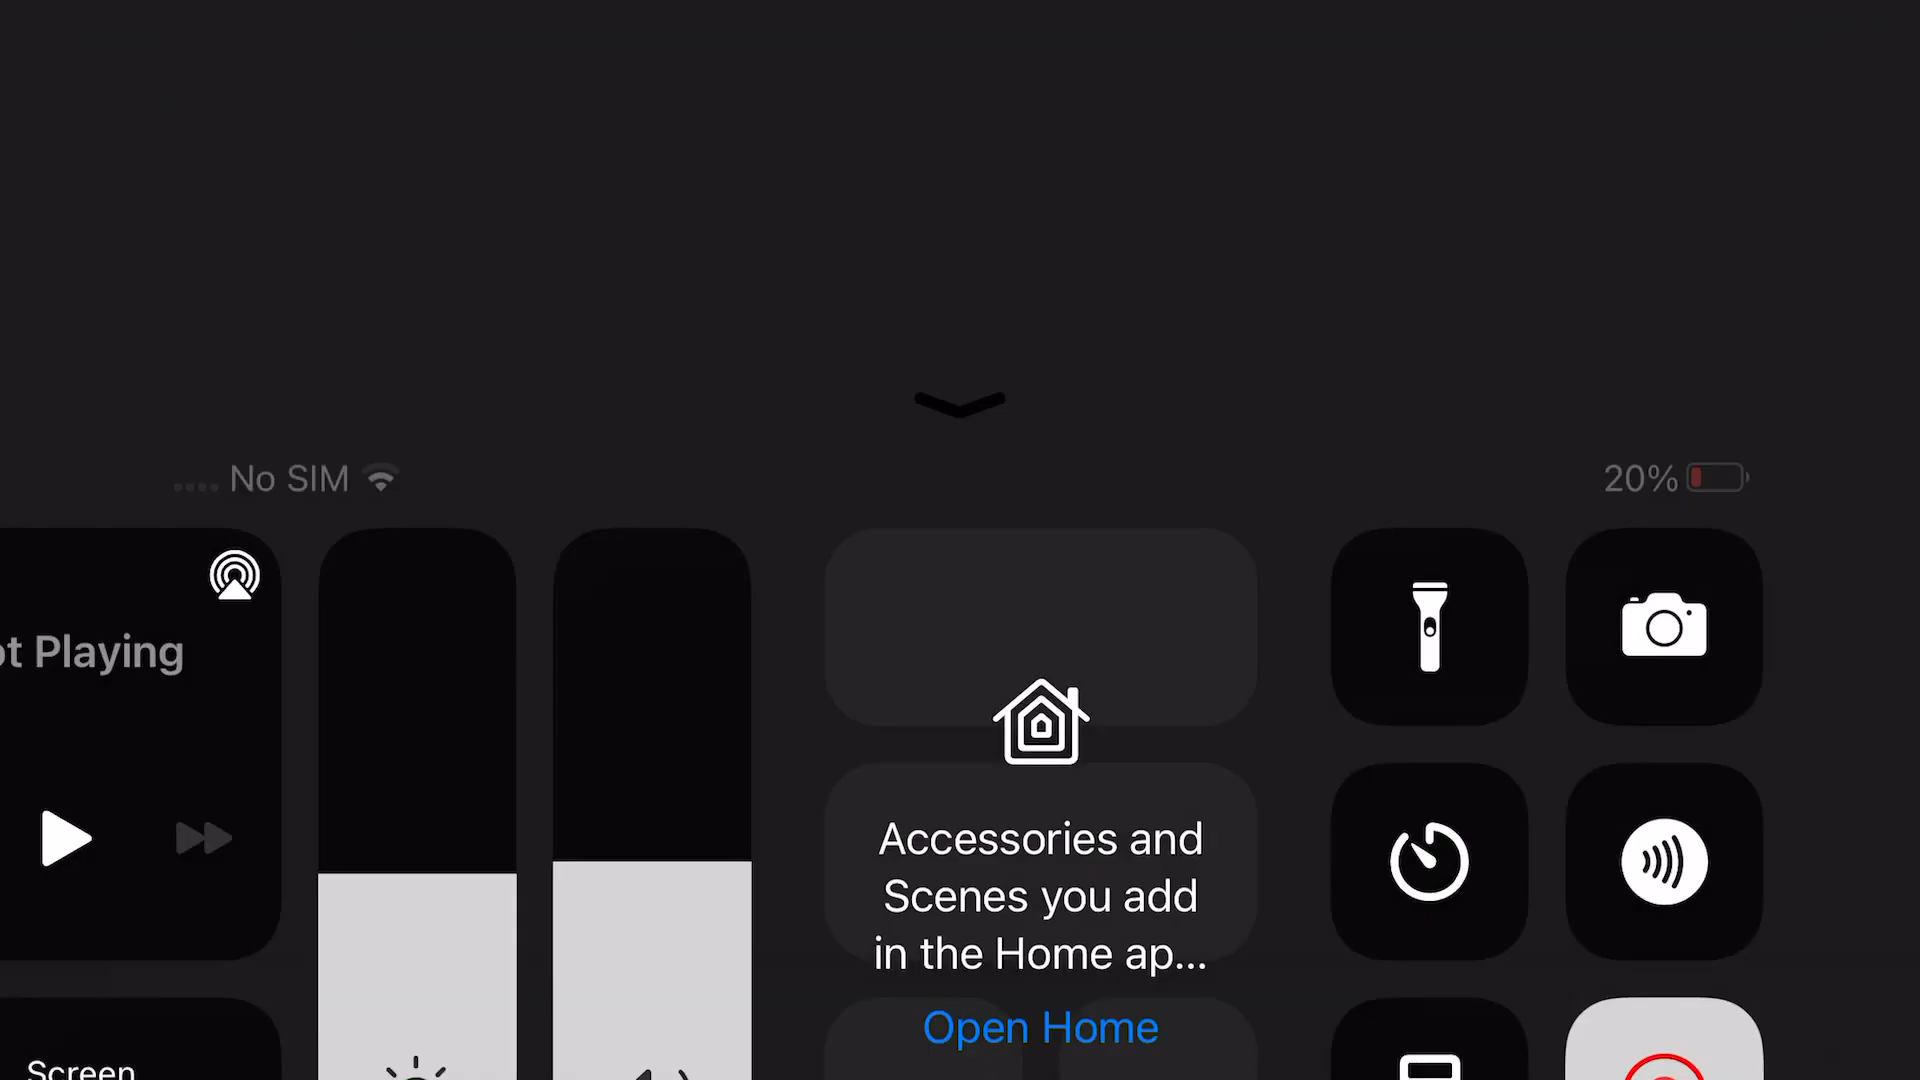 No SIM
20%
Playing
Accessories and
Scenes you add
in the Home ap...
Open Home
Screen